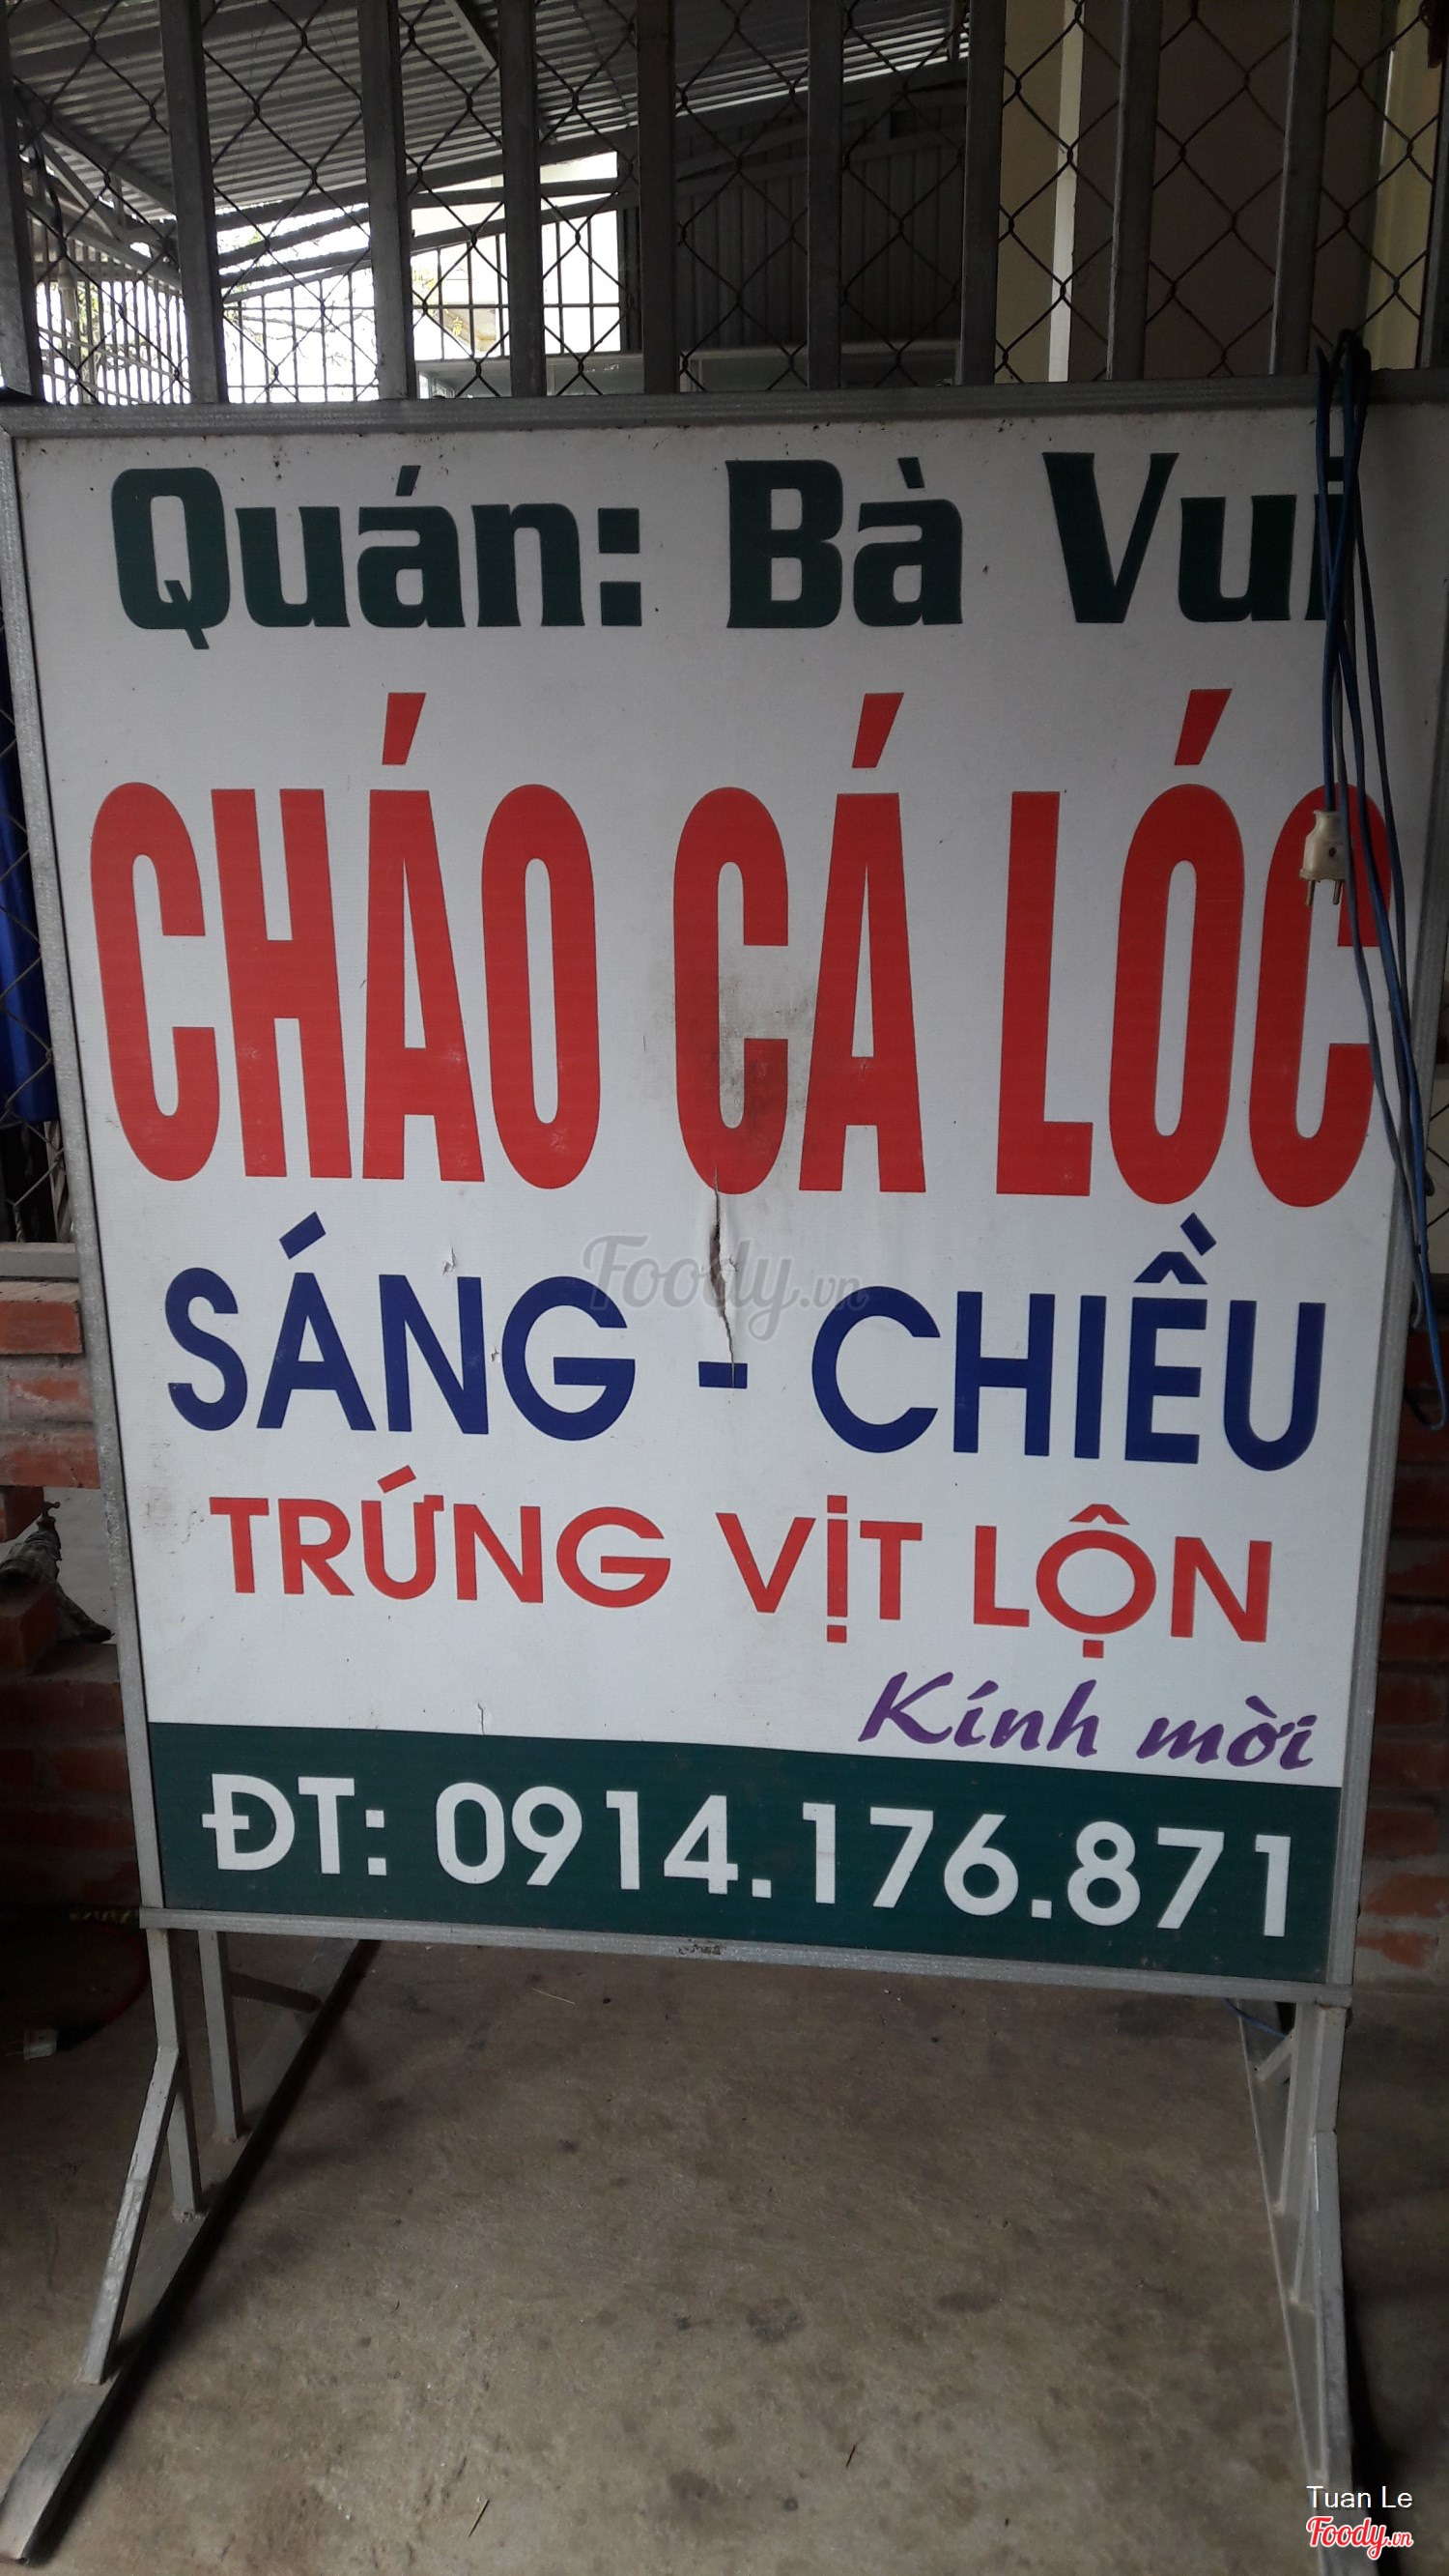 Quán: Bà Vui
CHÁO CÁ LÓC
SÁNG - CHIỀU
Foody.vn
TRỨNG VỊT LỘN
Kính mời
ĐT: 0914.176.871
Tuan Le
Foody.vn